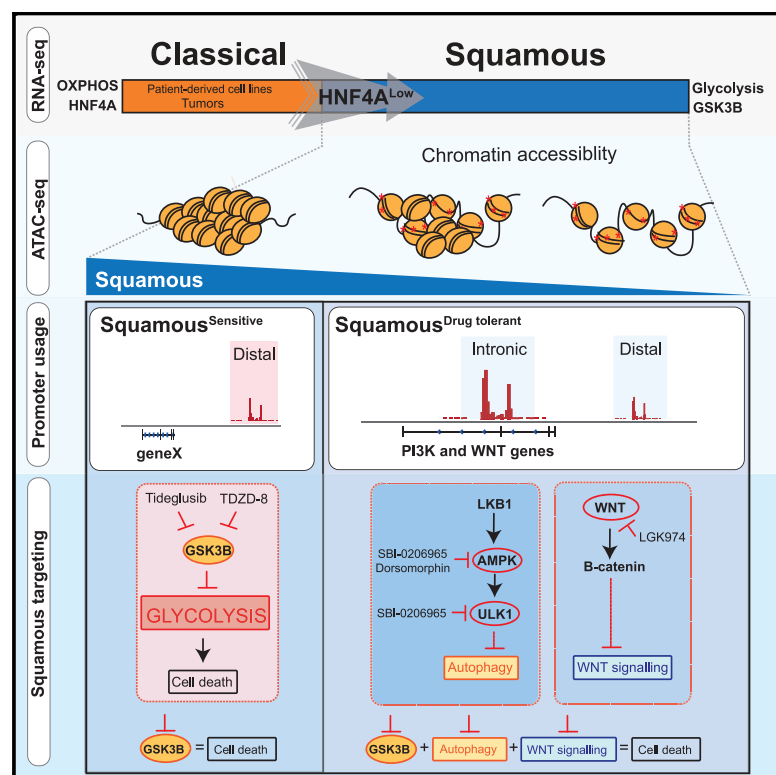 RNA-seq
Classical
Squamous
OXPHOS
HNF4A
Patient-derived cell lines
Tumors
HNF4A Low
Glycolysis
GSK3B
ATAC-seq
Chromatin accessiblity
Squamous
Promoter usage
Squamous Sensitive
Distal
geneX
Squamous Drug tolerant
Intronic
Distal
PI3K and WNT genes
Squamous targeting
Tideglusib
TDZD-8
GSK3B
GLYCOLYSIS
Cell death
GSK3B = Cell death
LKB1
SBI-0206965
Dorsomorphin
AMPK
SBI-0206965
ULK1
Autophagy
WNT
LGK974
B-catenin
WNT signalling
GSK3B + Autophagy + WNT signalling = Cell death